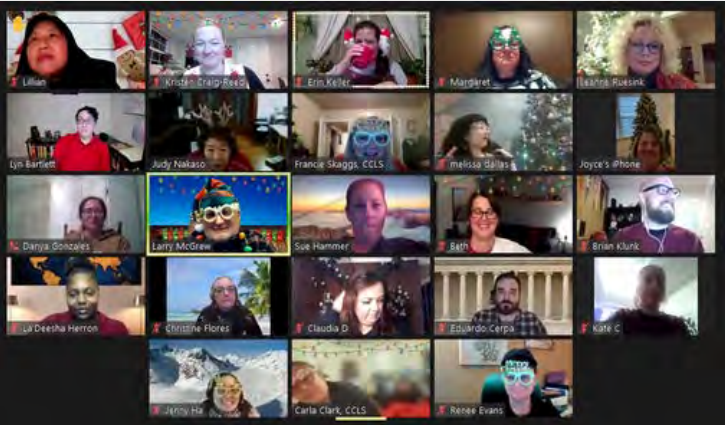 Lillian
Kristen Craig-Reed
Erin Keller
Margaret
Leanne Ruesink
Lyn Bartlett
Judy Nakaso
Francie Skaggs, CCLS
melissa dallas
Joyce's iPhone
Danya Gonzales
Larry McGrew
Sue Hammer
Beth
Brian Klunk
La Deesha Herron
Christine Flores
Claudia D
Eduardo Cerpa
Kate C
Jenny Ha
Carla Clark, CCLS
Renee Evans